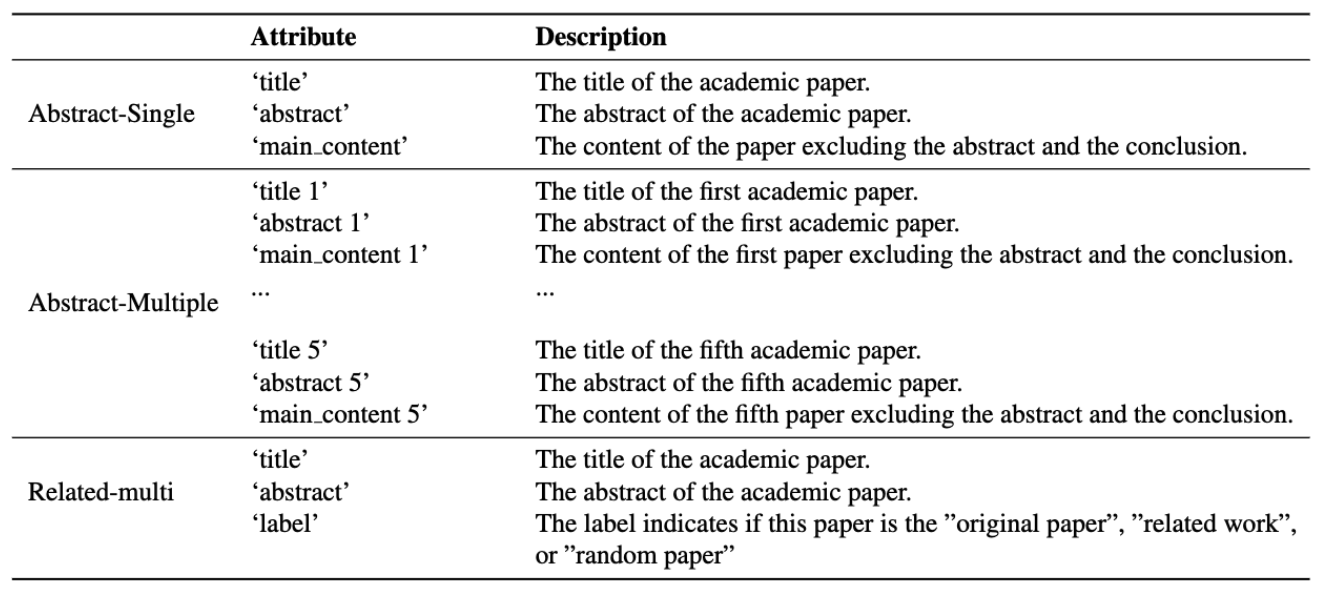 Attribute Description
‘title’ The title of the academic paper.
Abstract-Single ‘abstract’ The abstract of the academic paper.
‘main_content’ The content of the paper excluding the abstract and the conclusion.
‘title 1’ The title of the first academic paper.
‘abstract 1’ The abstract of the first academic paper.
‘main_content 1’ The content of the first paper excluding the abstract and the conclusion.
... ...
Abstract-Multiple
‘title 5’ The title of the fifth academic paper.
‘abstract 5’ The abstract of the fifth academic paper.
‘main_content 5’ The content of the fifth paper excluding the abstract and the conclusion.
‘title’ The title of the academic paper.
Related-multi ‘abstract’ The abstract of the academic paper.
‘label’ The label indicates if this paper is the ”original paper”, ”related work”,
or ”random paper”